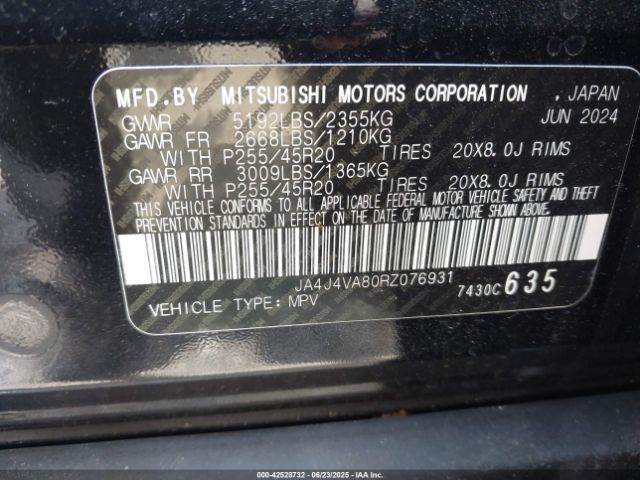 MFD.BY MITSUBISHI MOTORS CORPORATION . JAPAN
GVWR 5192LBS/2355KG JUN 2024
GAWR FR 2668LBS/1210KG
WITH P255/45R20 TIRES 20X8.0J RIMS
GAWR RR 3009LBS/1365KG
WITH P255/45R20 TIRES 20X8.0J RIMS
THIS VEHICLE CONFORMS TO ALL APPLICABLE FEDERAL MOTOR VEHICLE SAFETY AND THEFT
PREVENTION STANDARDS IN EFFECT ON THE DATE OF MANUFACTURE SHOWN ABOVE.
JA4J4VA80RZ076931
VEHICLE TYPE: MPV 7430C 635
000-42528732 - 06/23/2025 - IAAI.COM